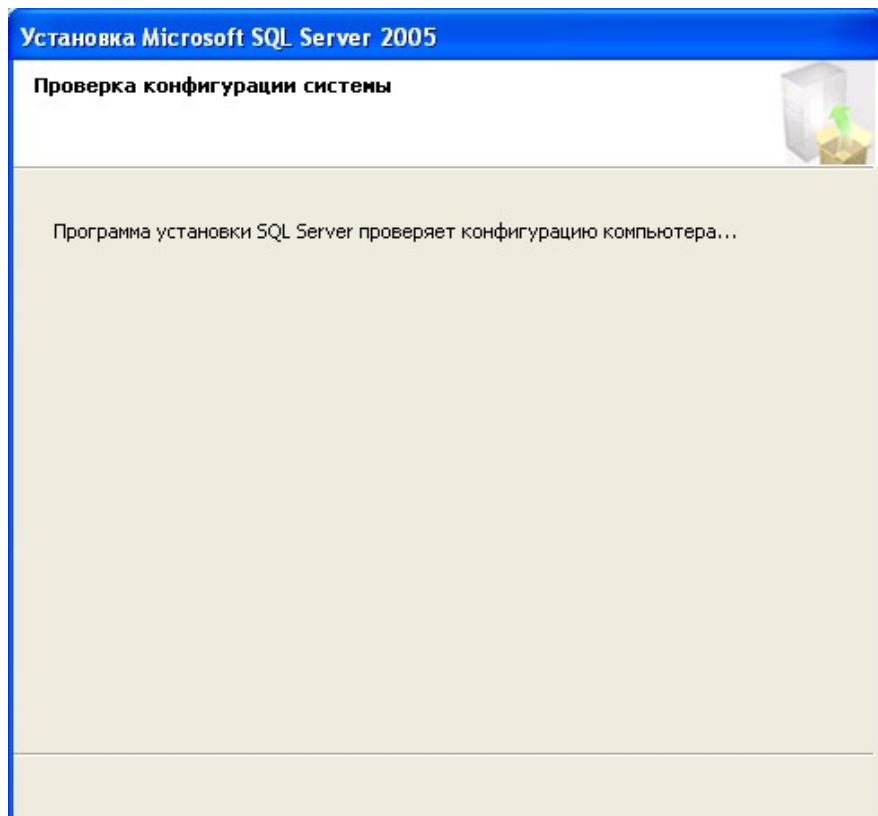 Установка Microsoft SQL Server 2005
Проверка конфигурации системы
Программа установки SQL Server проверяет конфигурацию компьютера...